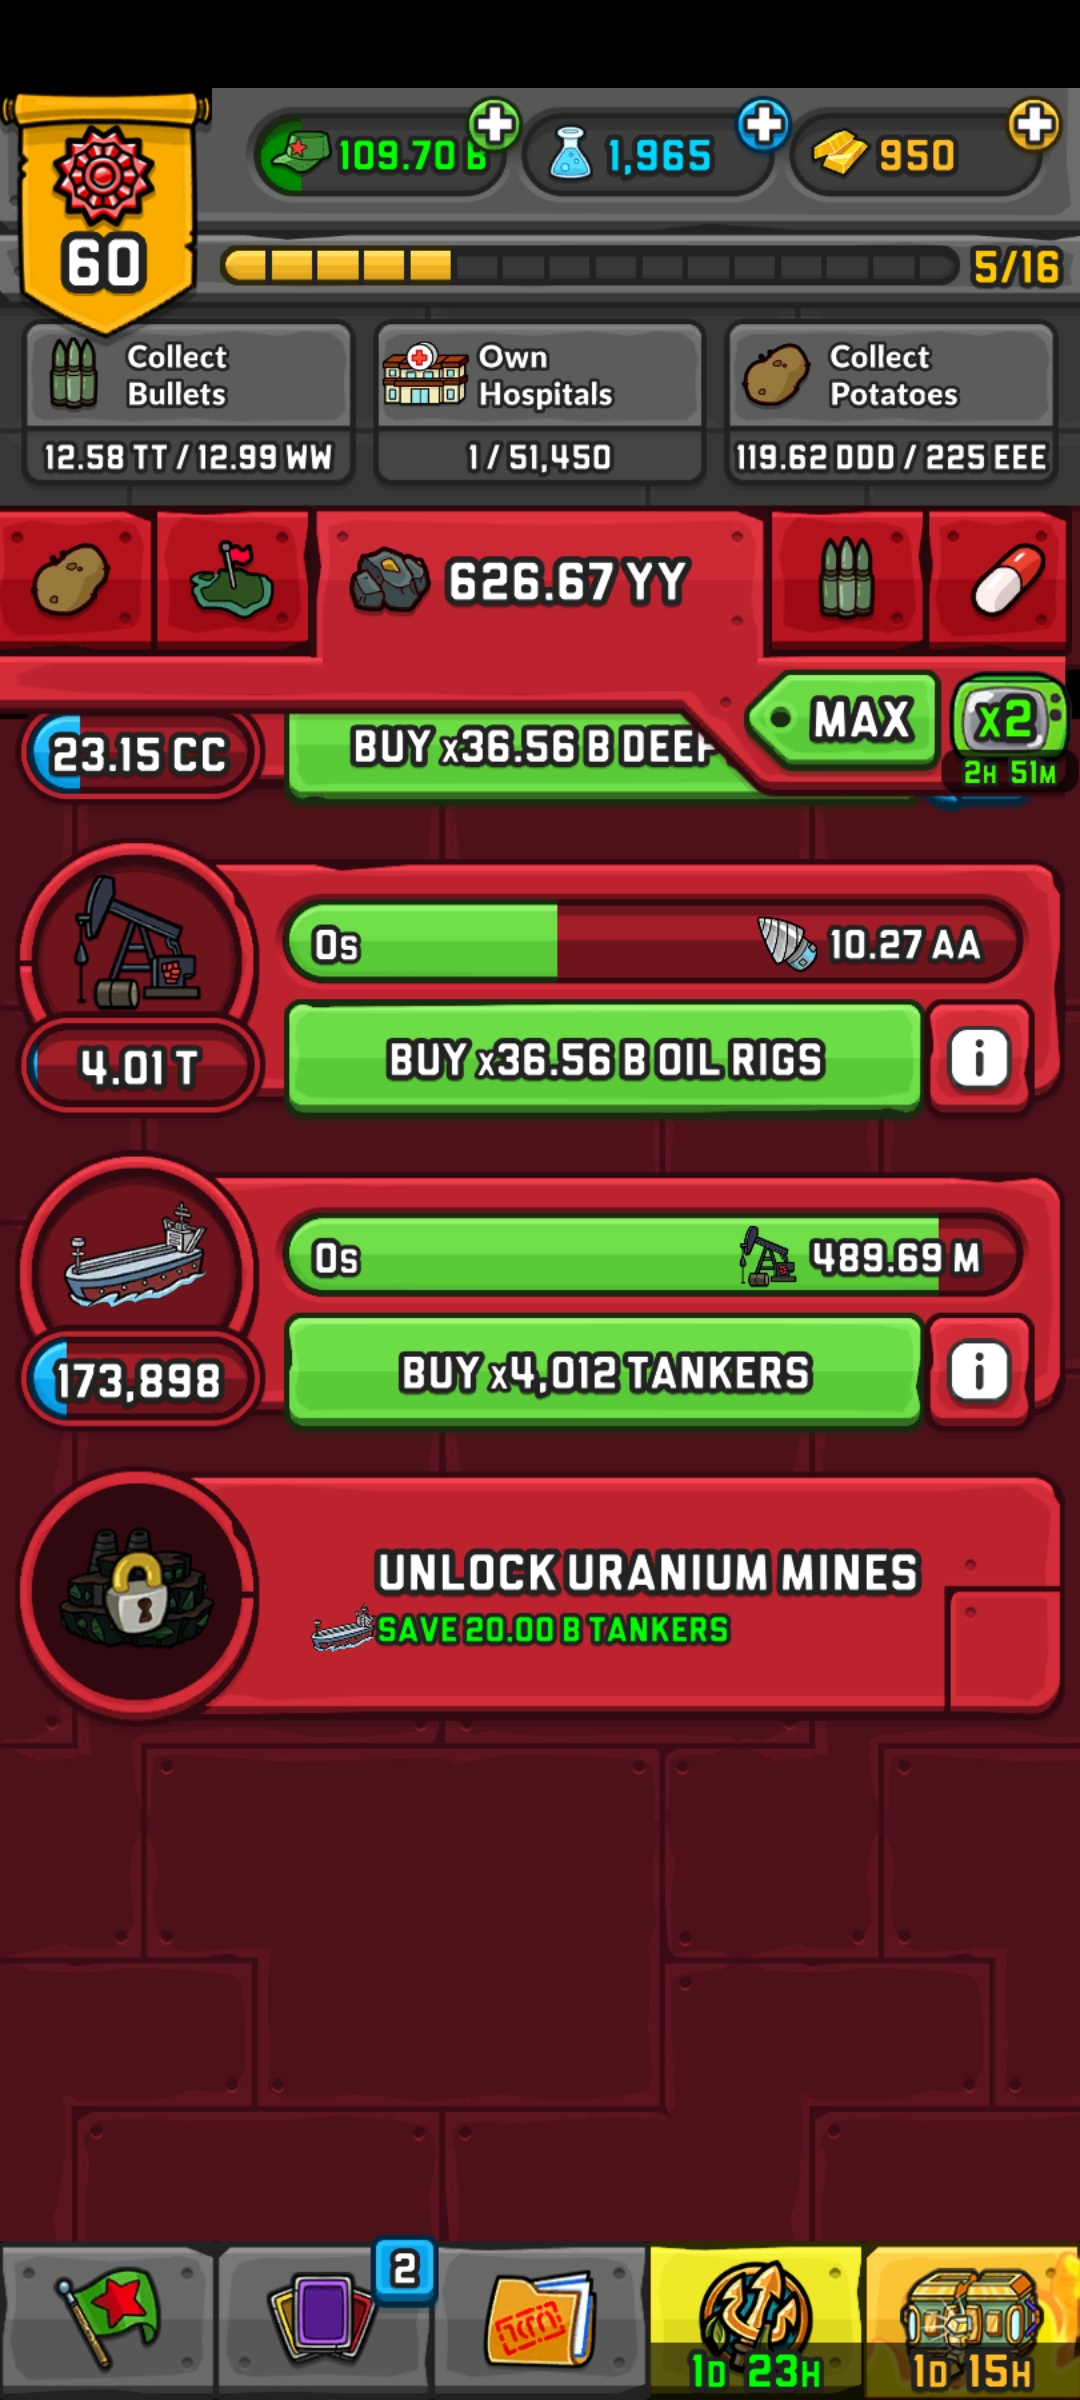 109.70 B
1,965
950
60
5/16
Collect
Bullets
Own
Hospitals
Collect
Potatoes
12.58 TT / 12.99 WW
1 / 51,450
119.62 DDD / 225 EEE
626.67 YY
MAX
x2
2H 51M
23.15 CC
BUY x36.56 B DEEP
0s
10.27 AA
4.01 T
BUY x36.56 B OIL RIGS
i
0s
489.69 M
173,898
BUY x4,012 TANKERS
i
UNLOCK URANIUM MINES
SAVE 20.00 B TANKERS
2
1D 23H
1D 15H